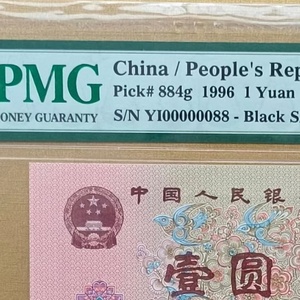 PMG
ONEY GUARANTY
China / People's Rep
Pick# 884g 1996 1 Yuan
S/N YI00000088 - Black S
中国人民银
壹圆